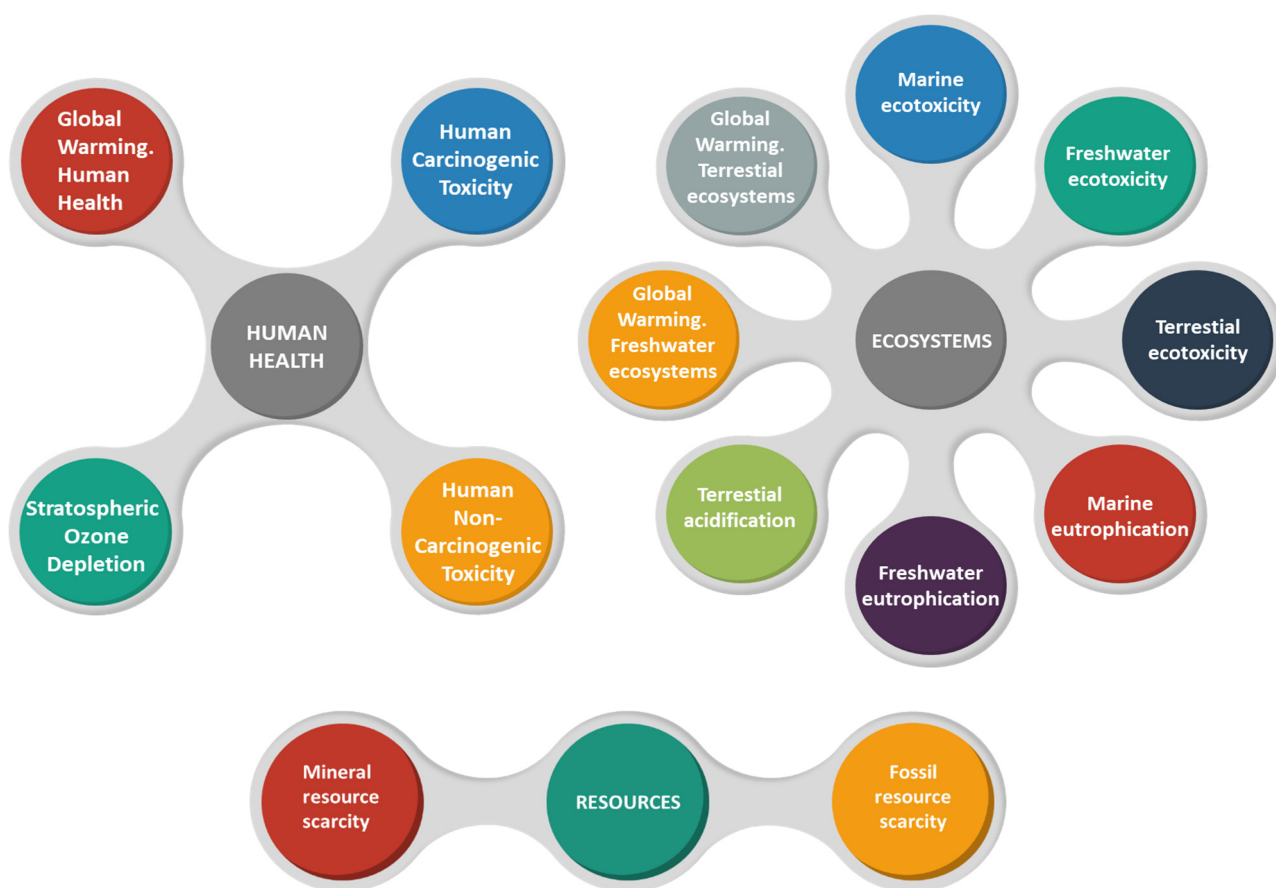 Global
Warming.
Human
Health
Human
Carcinogenic
Toxicity
HUMAN
HEALTH
Stratospheric
Ozone
Depletion
Human
Non-
Carcinogenic
Toxicity
Marine
ecotoxicity
Global
Warming.
Terrestrial
ecosystems
Freshwater
ecotoxicity
Global
Warming.
Freshwater
ecosystems
ECOSYSTEMS
Terrestial
ecotoxicity
Terrestial
acidification
Marine
eutrophication
Freshwater
eutrophication
Mineral
resource
scarcity
RESOURCES
Fossil
resource
scarcity